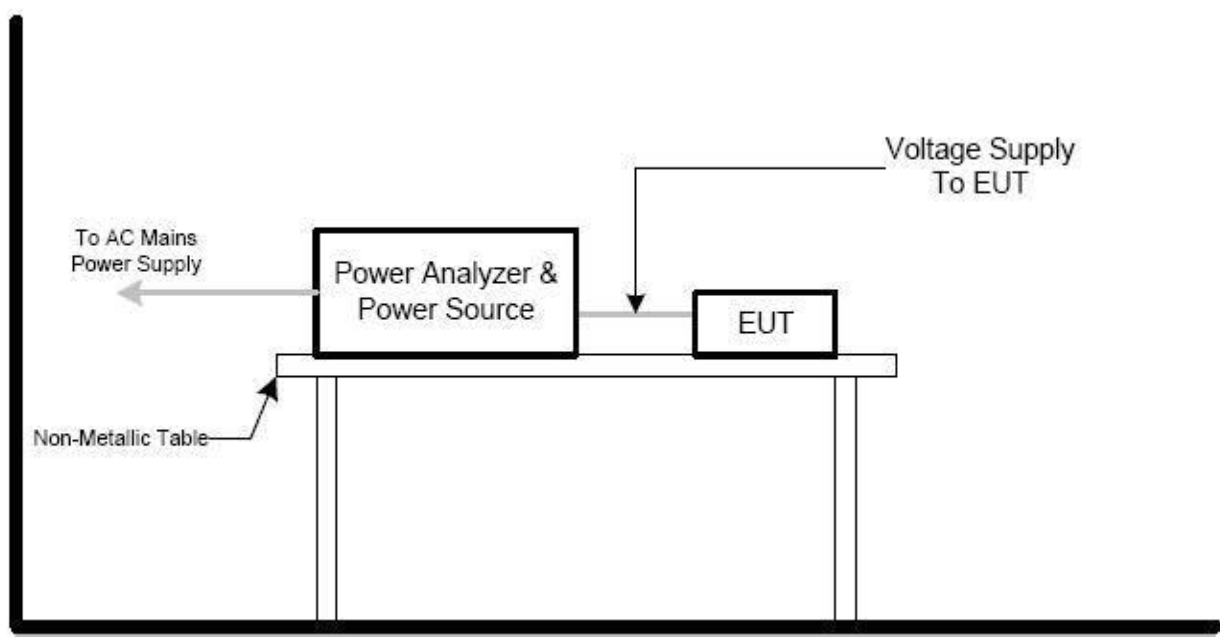 Voltage Supply
To EUT
To AC Mains
Power Supply
Power Analyzer &
Power Source
EUT
Non-Metallic Table